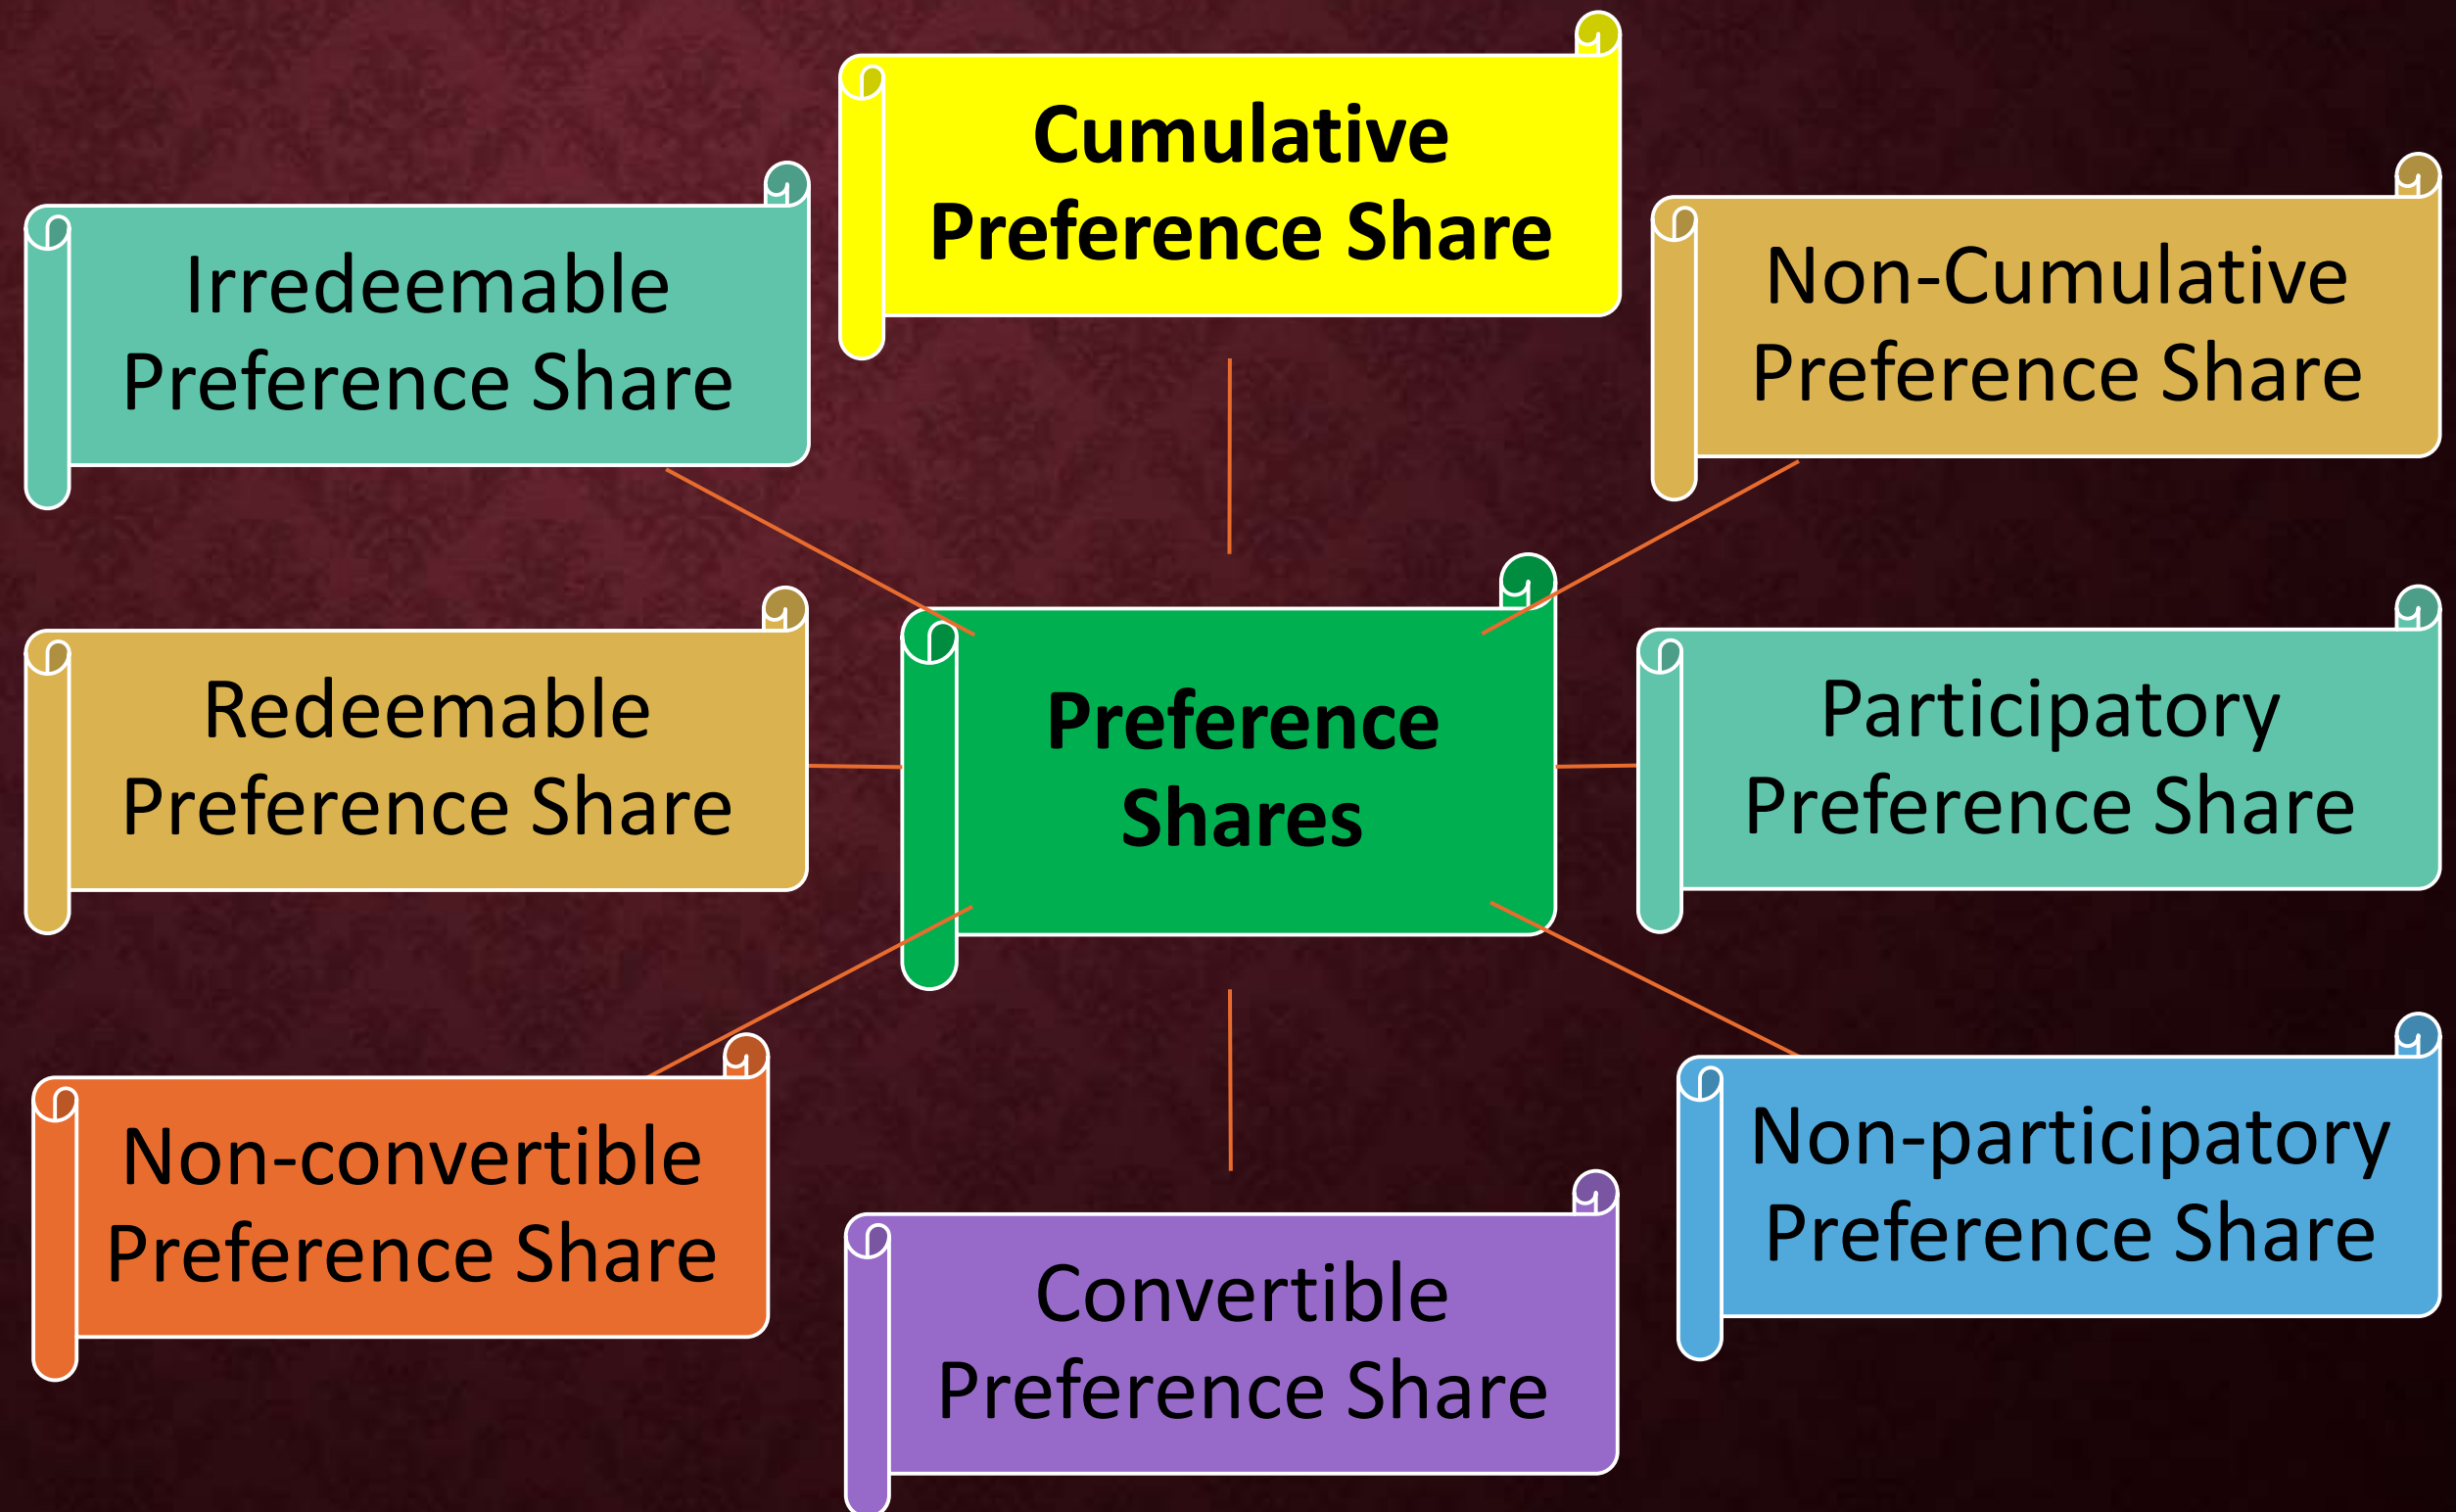 Cumulative
Preference Share
Irredeemable
Preference Share
Non-Cumulative
Preference Share
Redeemable
Preference Share
Preference
Shares
Participatory
Preference Share
Non-convertible
Preference Share
Non-participatory
Preference Share
Convertible
Preference Share